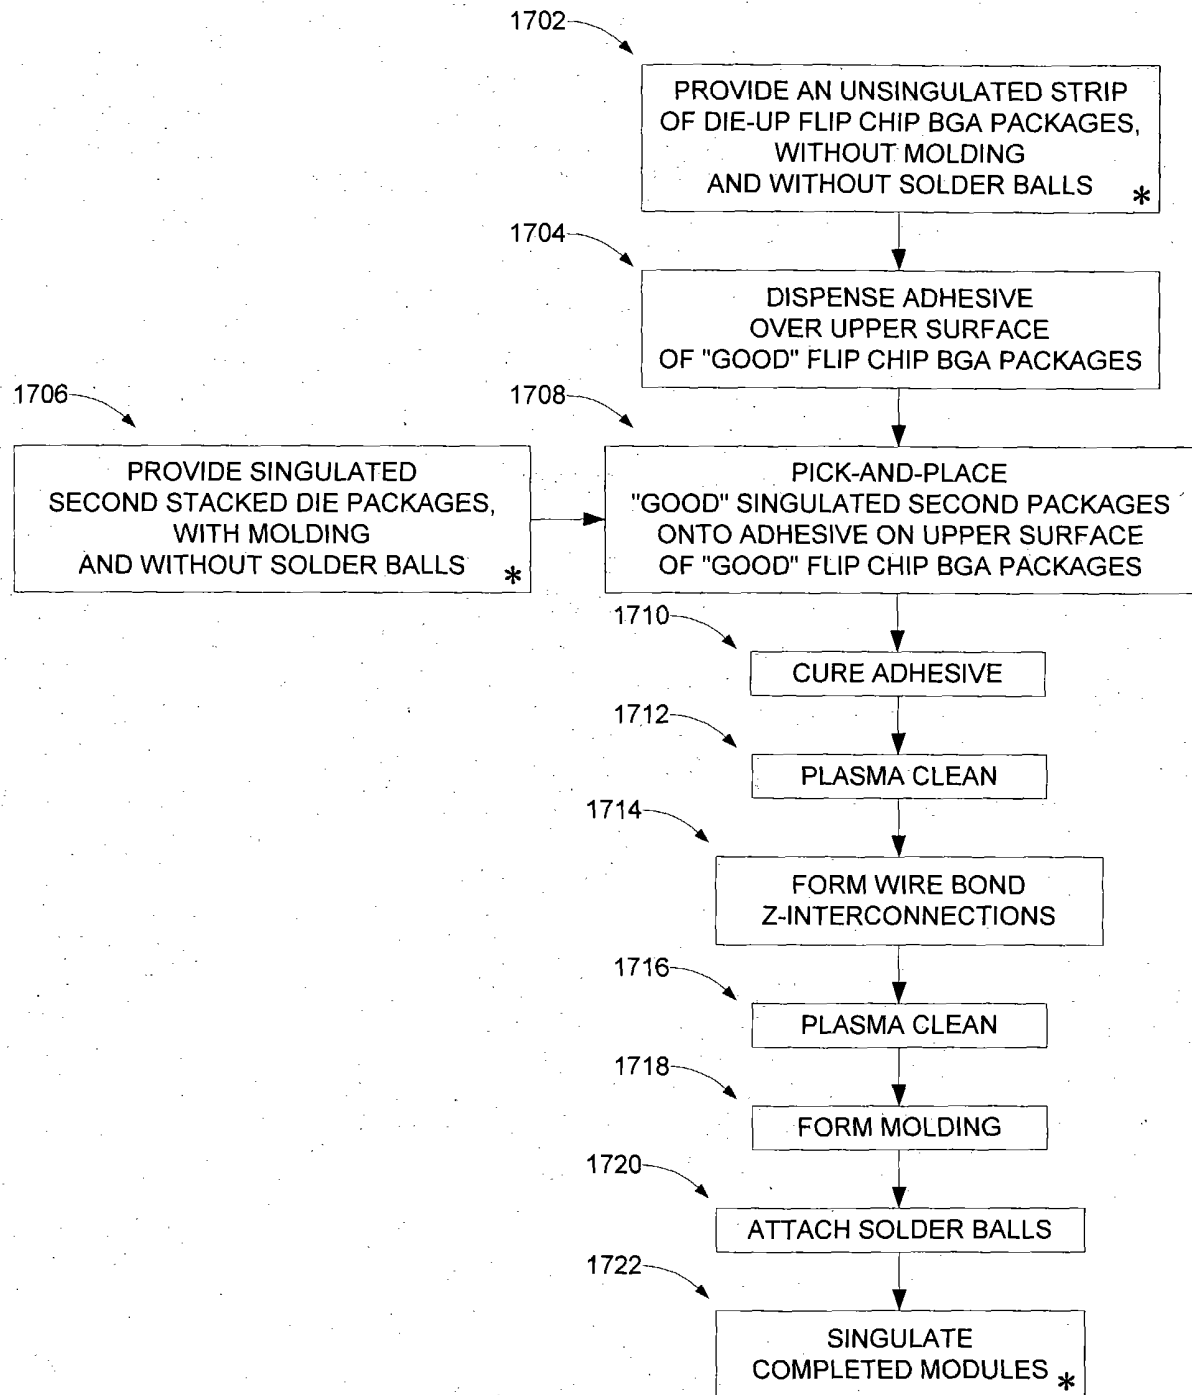 1702
PROVIDE AN UNSINGULATED STRIP
OF DIE-UP FLIP CHIP BGA PACKAGES,
WITHOUT MOLDING
AND WITHOUT SOLDER BALLS *
1704
DISPENSE ADHESIVE
OVER UPPER SURFACE
OF "GOOD" FLIP CHIP BGA PACKAGES
1706
PROVIDE SINGULATED
SECOND STACKED DIE PACKAGES,
WITH MOLDING
AND WITHOUT SOLDER BALLS *
1708
PICK-AND-PLACE
"GOOD" SINGULATED SECOND PACKAGES
ONTO ADHESIVE ON UPPER SURFACE
OF "GOOD" FLIP CHIP BGA PACKAGES
1710
CURE ADHESIVE
1712
PLASMA CLEAN
1714
FORM WIRE BOND
Z-INTERCONNECTIONS
1716
PLASMA CLEAN
1718
FORM MOLDING
1720
ATTACH SOLDER BALLS
1722
SINGULATE
COMPLETED MODULES *